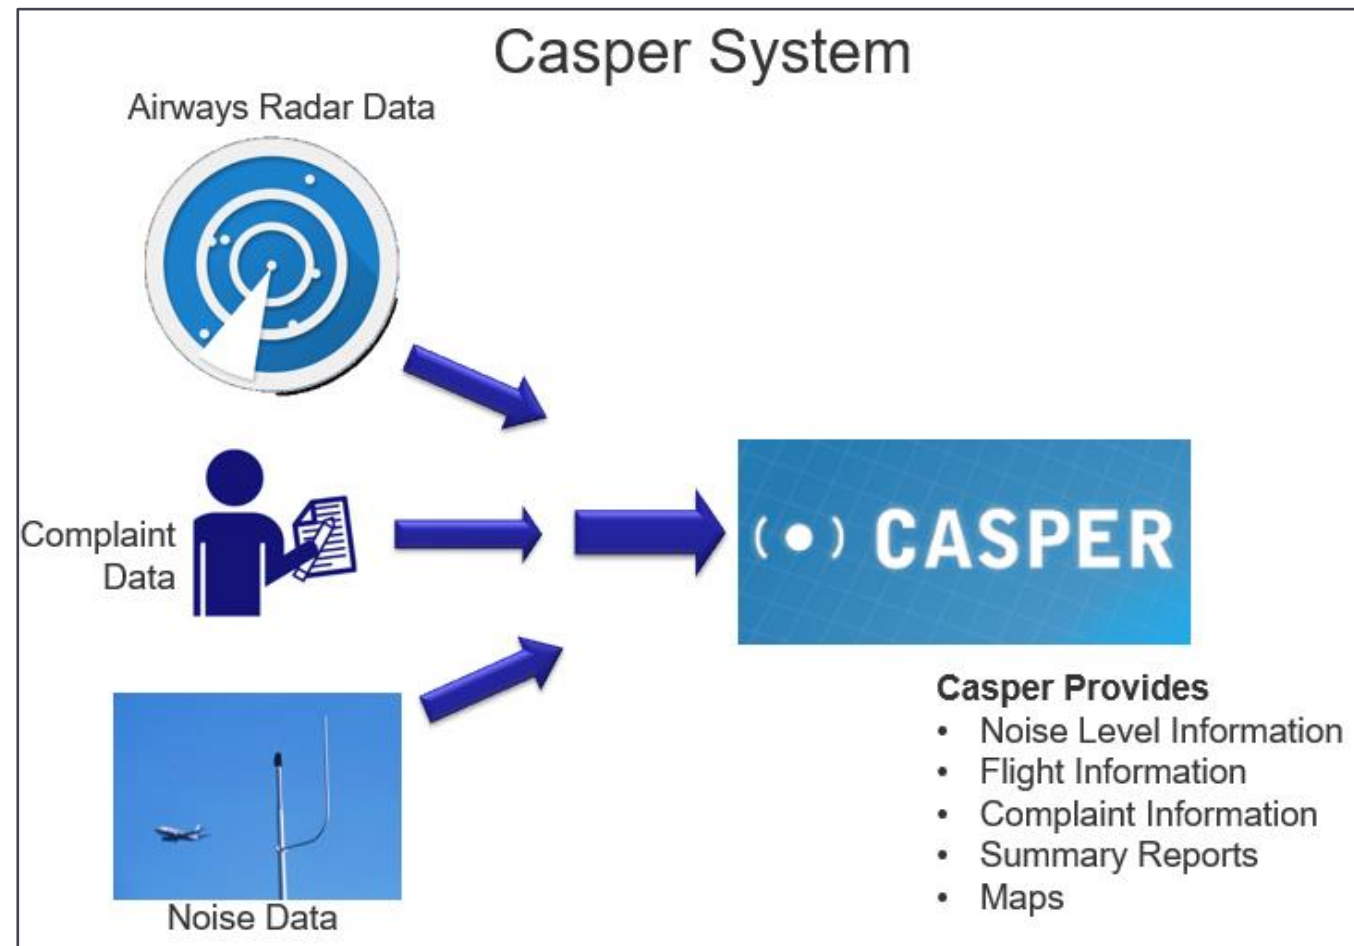 Casper System
Airways Radar Data
Complaint
Data
Noise Data
(•) CASPER
Casper Provides
• Noise Level Information
• Flight Information
• Complaint Information
• Summary Reports
• Maps